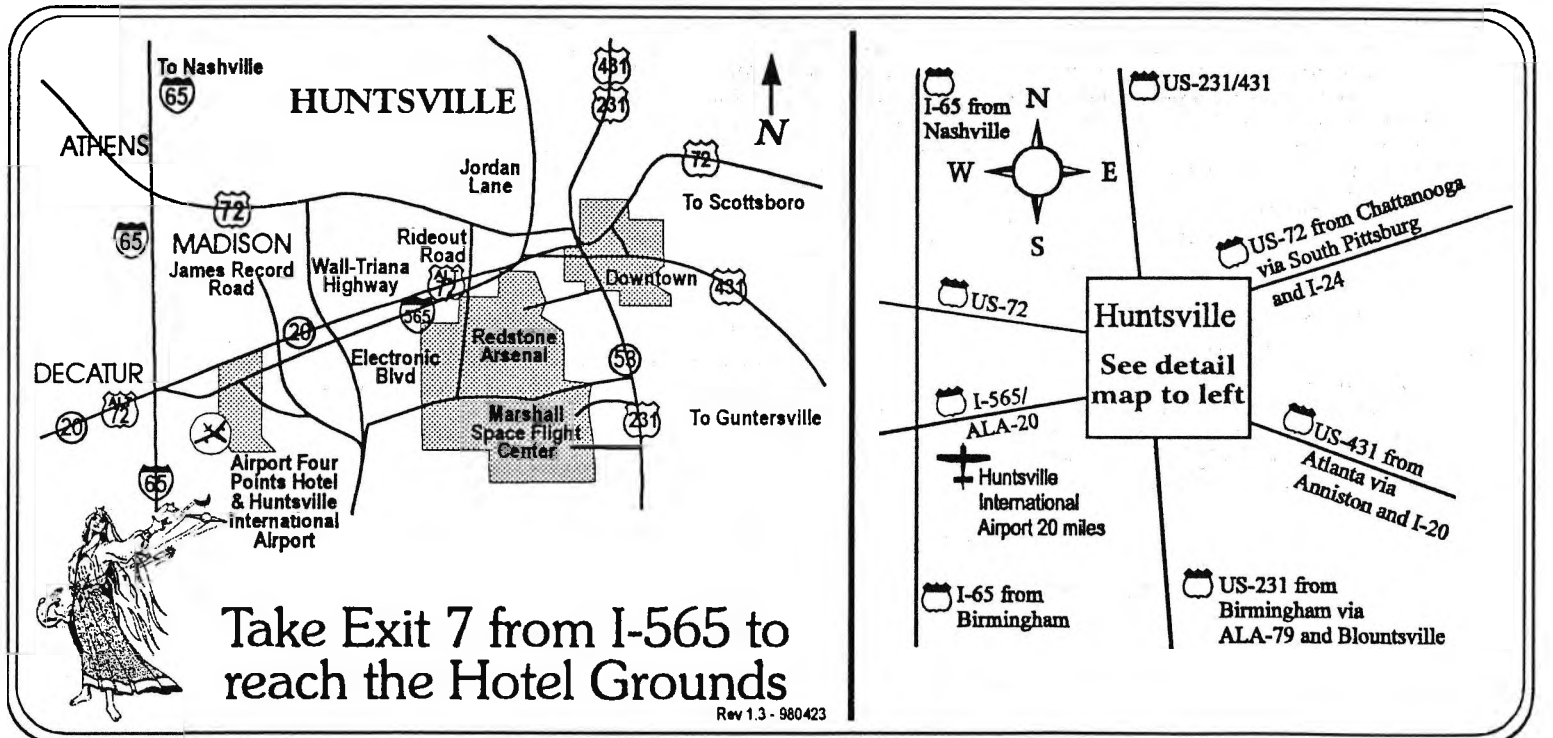 To Nashville
65
HUNTSVILLE
431
231
N
ATHENS
Jordan
Lane
72
To Scottsboro
72
65
MADISON
James Record
Road
Wall-Triana
Highway
Rideout
Road
ALT
72
Downtown
431
565
20
Redstone
Arsenal
Electronic
Blvd
53
DECATUR
ALT
72
20
Marshall
Space Flight
Center
231
To Guntersville
65
Airport Four
Points Hotel
& Huntsville
international
Airport
Take Exit 7 from I-565 to
reach the Hotel Grounds
Rev 1.3 - 980423
I-65 from
Nashville
N
W
E
S
US-231/431
US-72 from Chattanooga
via South Pittsburg
and I-24
US-72
Huntsville
See detail
map to left
I-565/
ALA-20
US-431 from
Atlanta via
Anniston and I-20
Huntsville
International
Airport 20 miles
I-65 from
Birmingham
US-231 from
Birmingham via
ALA-79 and Blountsville